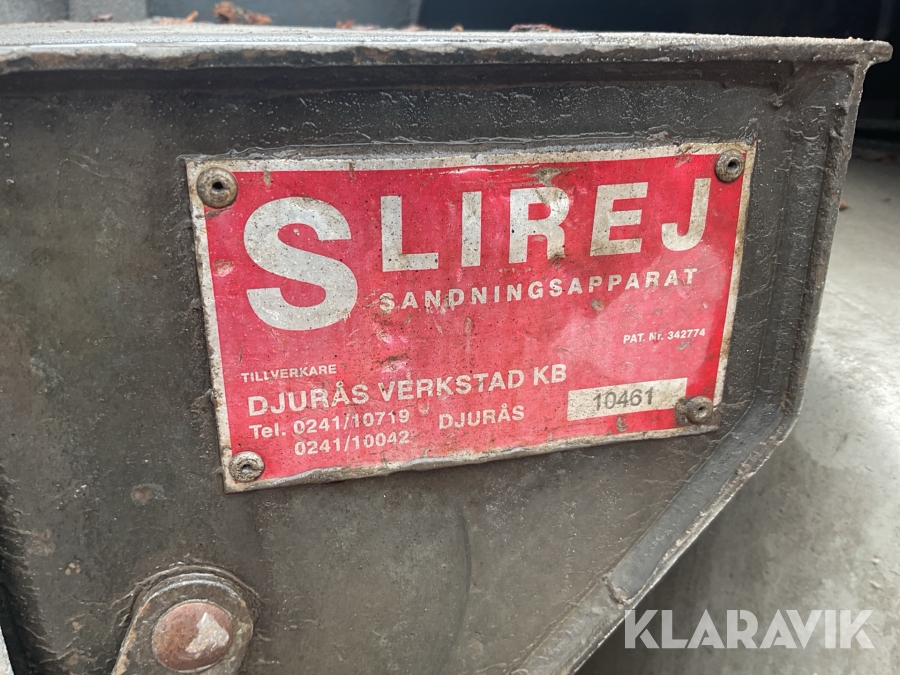 SLIREJ
SANDNINGSAPPARAT
PAT. Nr. 342774
TILLVERKARE
DJURÅS VERKSTAD KB
Tel. 0241/10719 DJURÅS 10461
0241/10042
KLARAVIK